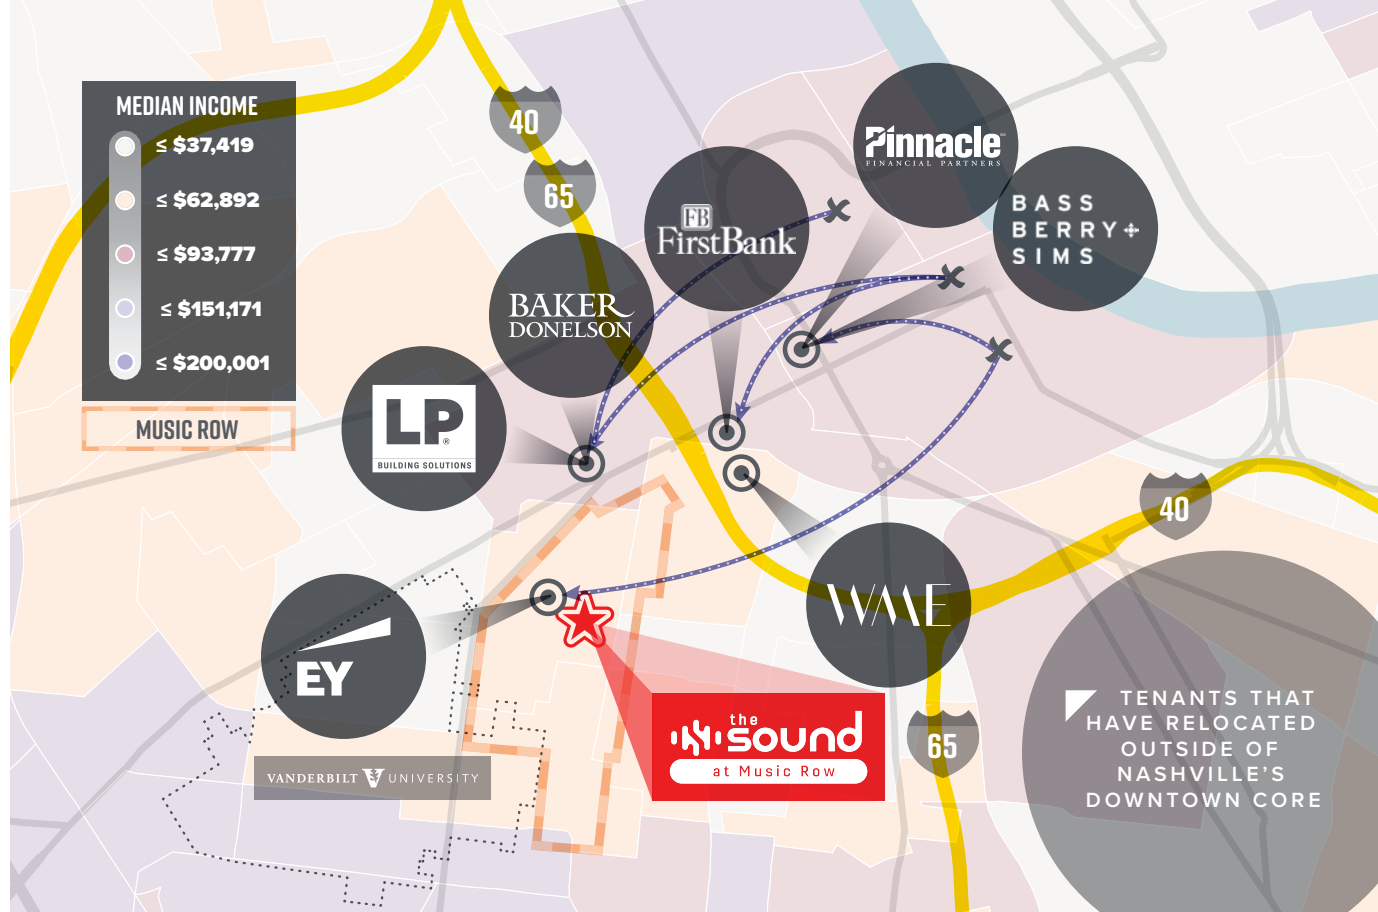 MEDIAN INCOME
≤ $37,419
≤ $62,892
≤ $93,777
≤ $151,171
≤ $200,001
MUSIC ROW
40
65
Pinnacle
FINANCIAL PARTNERS
FB
FirstBank
BASS
BERRY
SIMS
BAKER
DONELSON
LP®
BUILDING SOLUTIONS
40
WME
EY
VANDERBILT V UNIVERSITY
the
sound
at Music Row
65
TENANTS THAT
HAVE RELOCATED
OUTSIDE OF
NASHVILLE'S
DOWNTOWN CORE